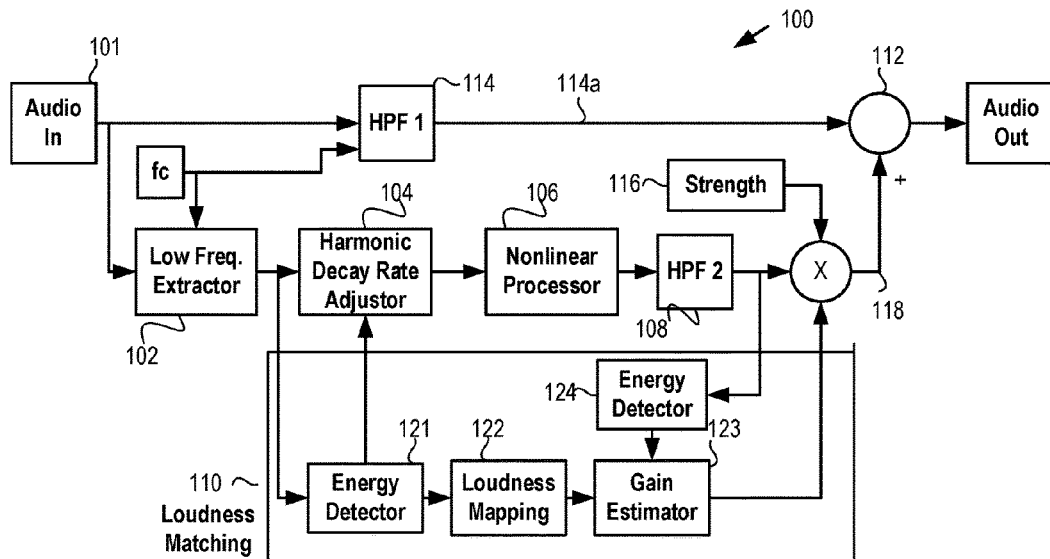 100
101
114
114a
112
Audio
In
HPF 1
Audio
Out
fc
116
Strength
+
104
106
Low Freq.
Extractor
Harmonic
Decay Rate
Adjustor
Nonlinear
Processor
HPF 2
X
102
108
118
124
Energy
Detector
121
122
123
110
Loudness
Matching
Energy
Detector
Loudness
Mapping
Gain
Estimator